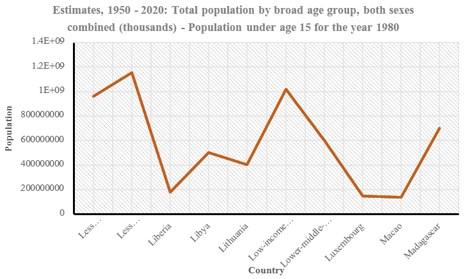 Estimates, 1950 - 2020: Total population by broad age group, both sexes
combined (thousands) - Population under age 15 for the year 1980
1.4E+09
1.2E+09
1E+09
800000000
600000000
400000000
200000000
0
Population
Less…
Less…
Liberia
Libya
Lithuania
Low-income…
Lower-middle-…
Luxembourg
Macao
Madagascar
Country